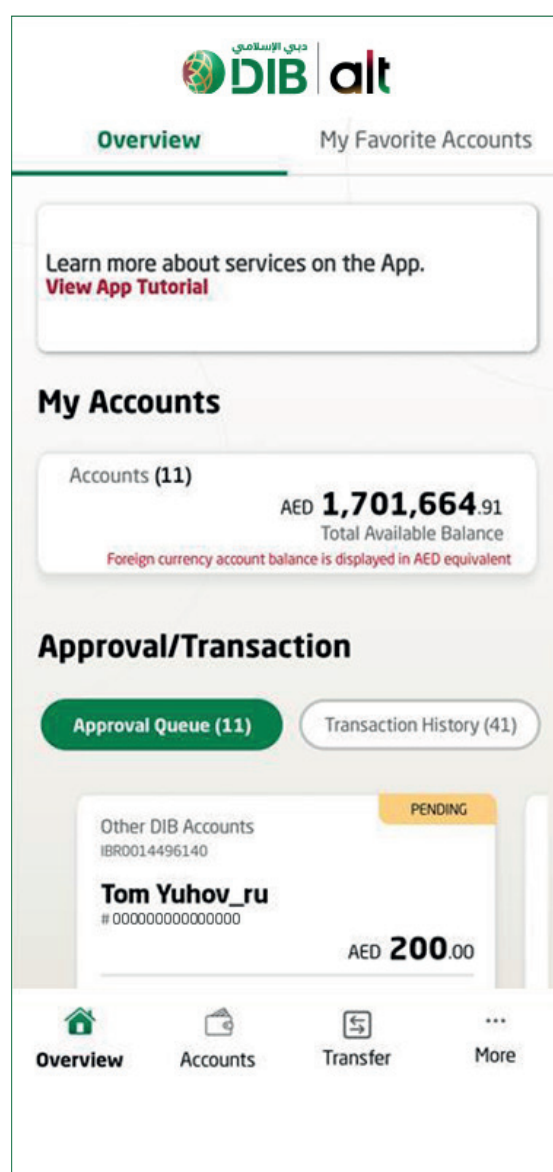 دبي الإسلامي
DIB alt
Overview
My Favorite Accounts
Learn more about services on the App.
View App Tutorial
My Accounts
Accounts (11)
AED 1,701,664.91
Total Available Balance
Foreign currency account balance is displayed in AED equivalent
Approval/Transaction
Approval Queue (11)
Transaction History (41)
PENDING
Other DIB Accounts
IBR0014496140
Tom Yuhov_ru
# 000000000000000
AED 200.00
Overview
Accounts
Transfer
More